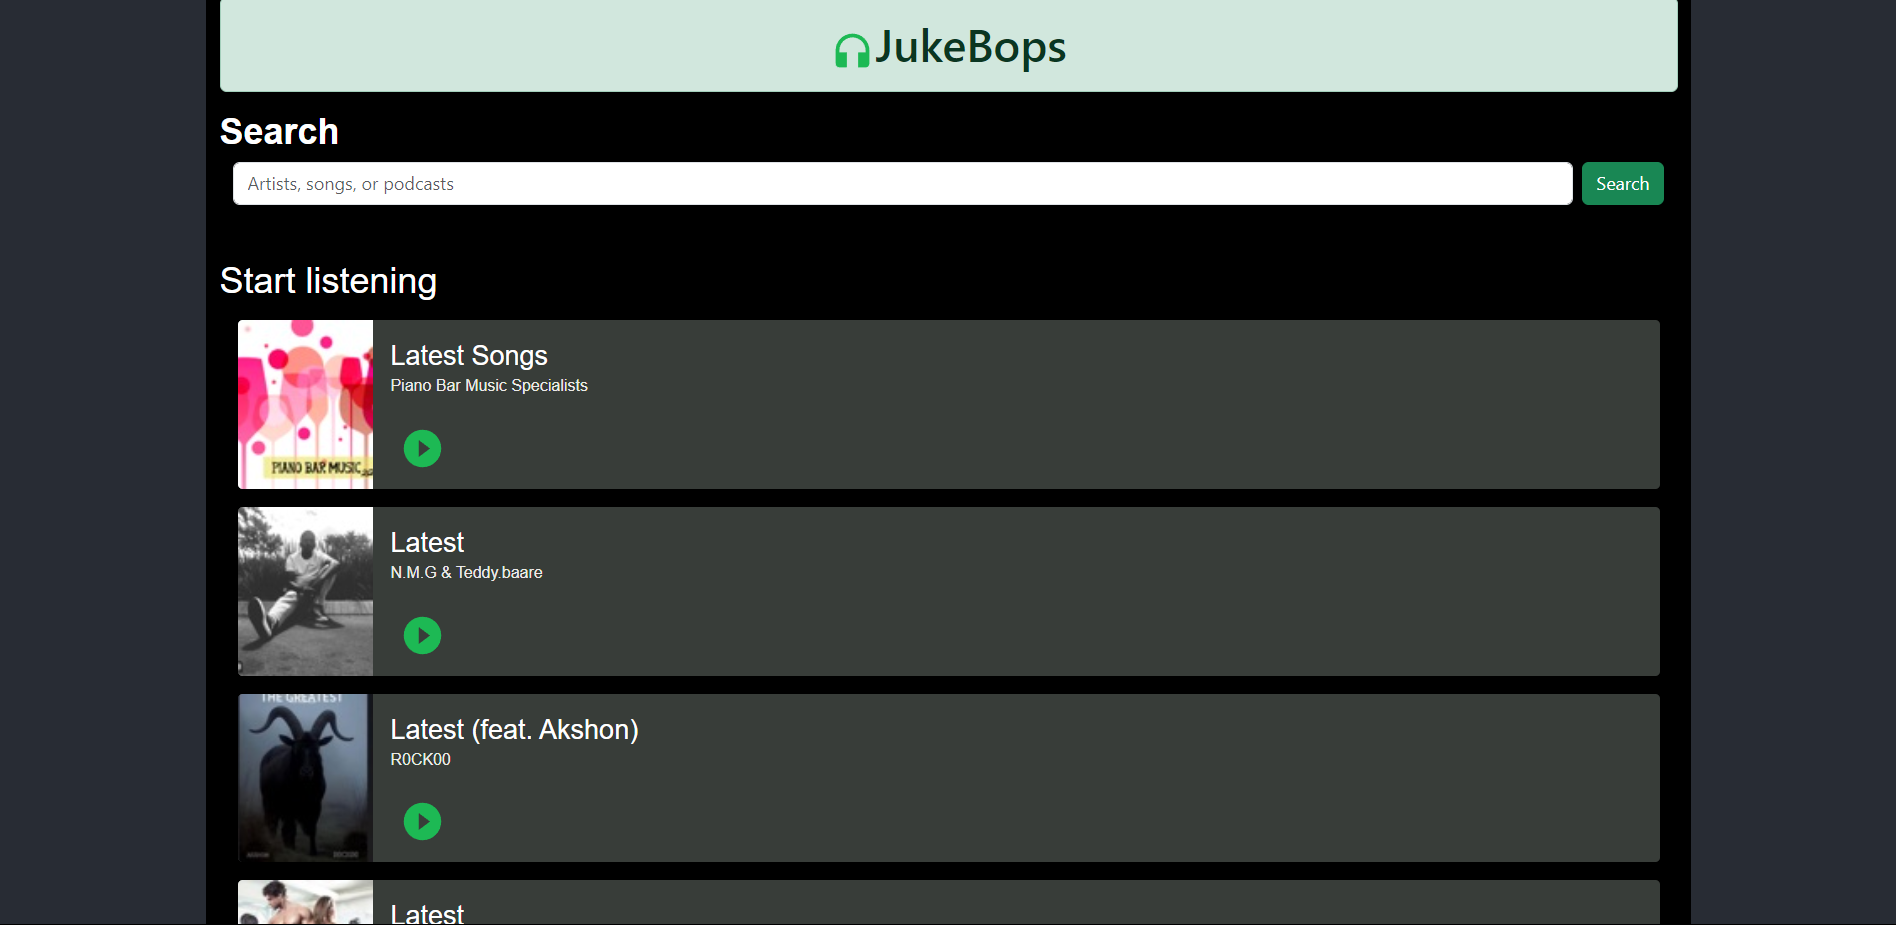 JukeBops
Search
Artists, songs, or podcasts
Search
Start listening
PIANO BAR MUSIC
Latest Songs
Piano Bar Music Specialists
Latest
N.M.G & Teddy.baare
THE GREATEST
Latest (feat. Akshon)
R0CK00
Latest